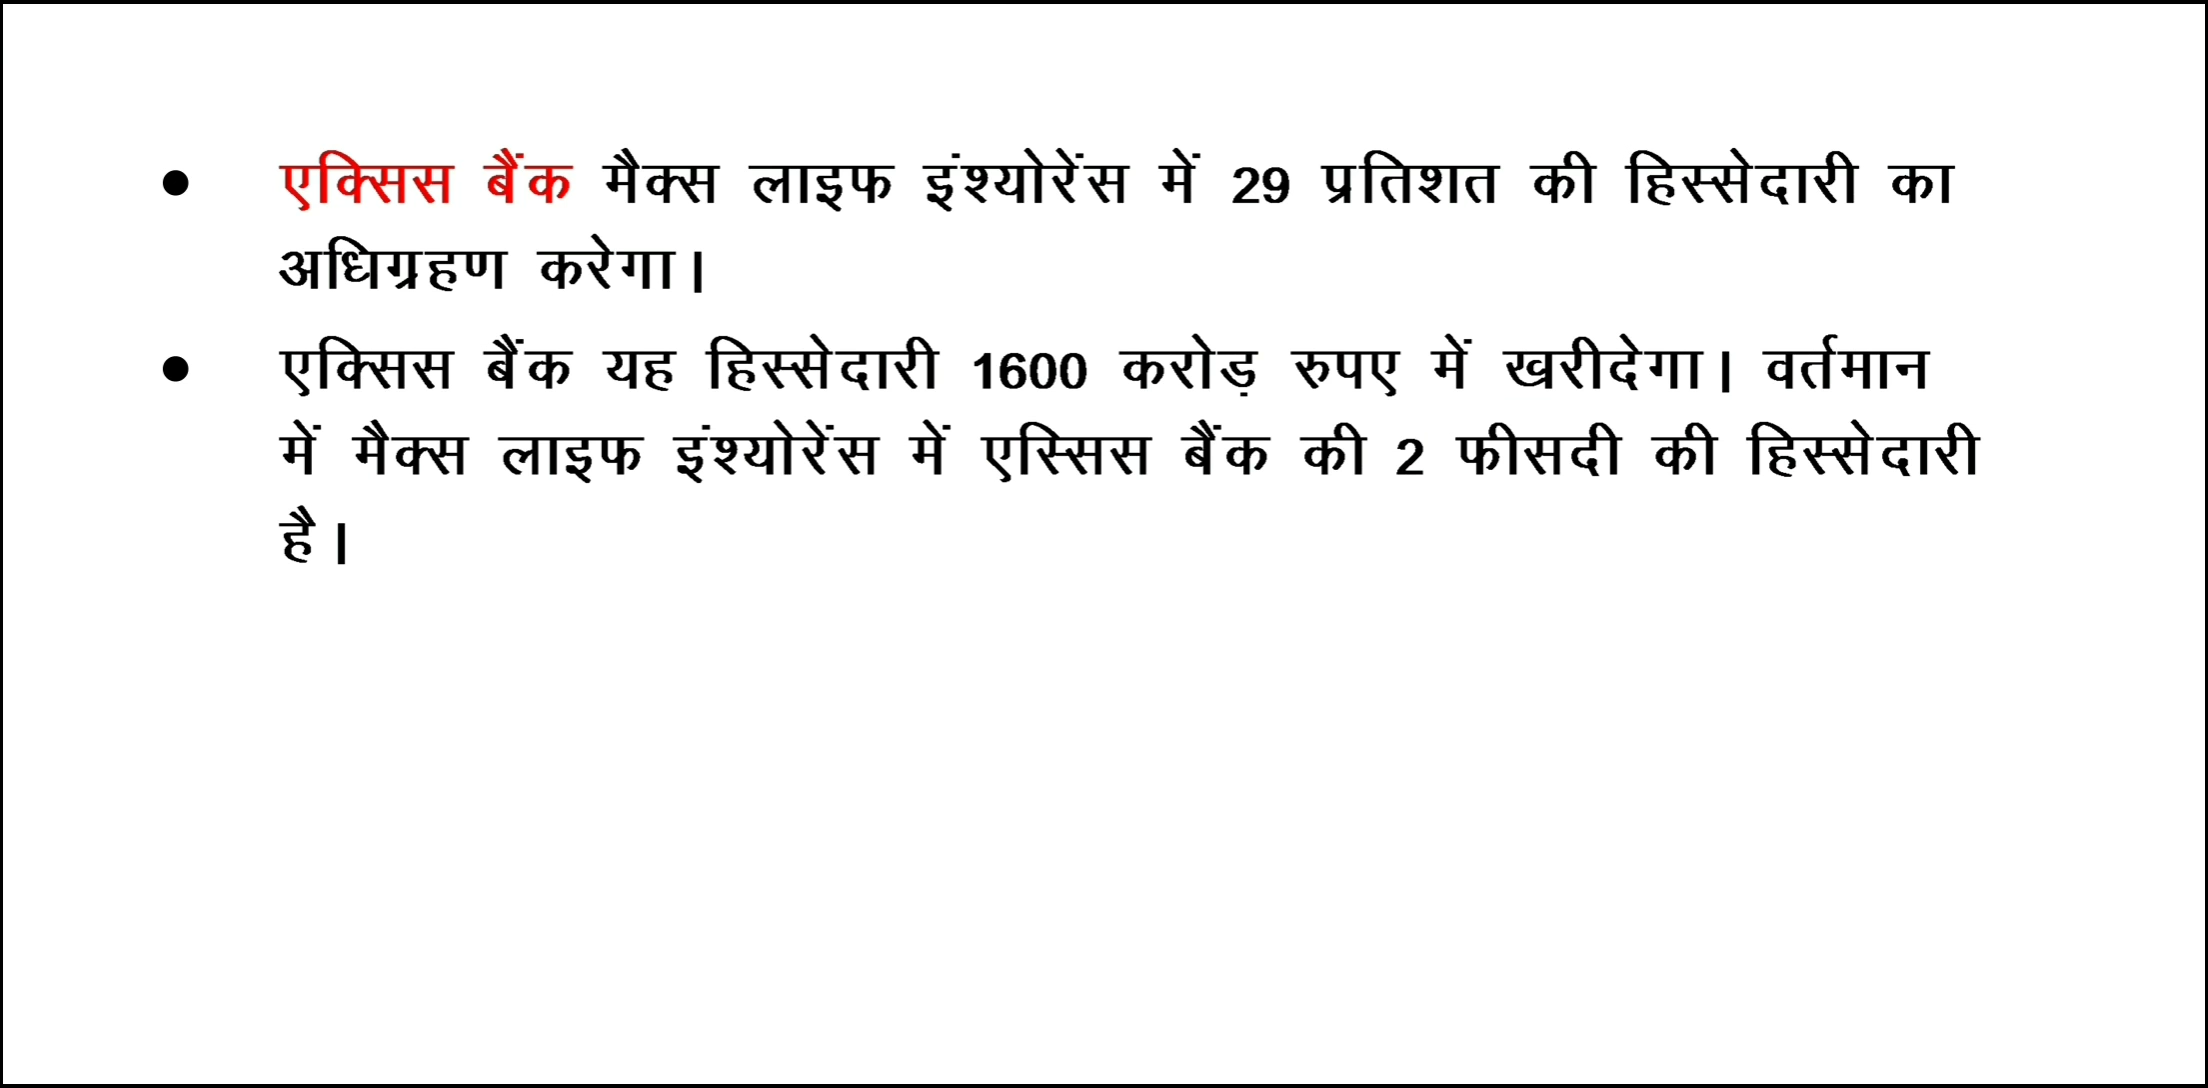 • एक्सिस बैंक मैक्स लाइफ इंश्योरेंस में 29 प्रतिशत की हिस्सेदारी का
अधिग्रहण करेगा।
• एक्सिस बैंक यह हिस्सेदारी 1600 करोड़ रुपए में खरीदेगा। वर्तमान
में मैक्स लाइफ इंश्योरेंस में एस्सिस बैंक की 2 फीसदी की हिस्सेदारी
है।